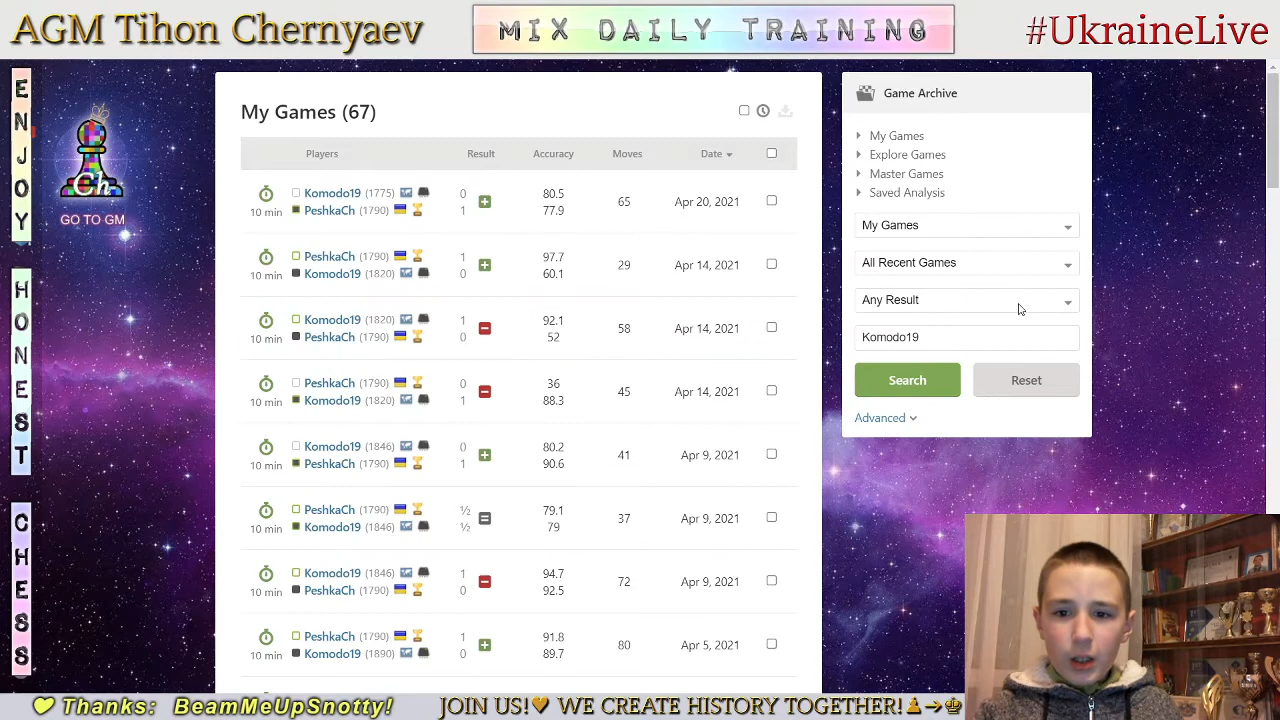 AGM Tihon Chernyaev
MIX DAILY TRAINING
#UkraineLive
ENJOY
HONEST
CHESS
Ch
GO TO GM
My Games (67)
Players Result Accuracy Moves Date
10 min
Komodo19 (1775) 0 80.5
PeshkaCh (1790) 1 77.9
65 Apr 20, 2021
10 min
PeshkaCh (1790) 1 97.7
Komodo19 (1820) 0 60.1
29 Apr 14, 2021
10 min
Komodo19 (1820) 1 92.1
PeshkaCh (1790) 0 52
58 Apr 14, 2021
10 min
PeshkaCh (1790) 0 36
Komodo19 (1820) 1 88.3
45 Apr 14, 2021
10 min
Komodo19 (1846) 0 80.2
PeshkaCh (1790) 1 90.6
41 Apr 9, 2021
10 min
PeshkaCh (1790) ½ 79.1
Komodo19 (1846) ½ 79
37 Apr 9, 2021
10 min
Komodo19 (1846) 1 94.7
PeshkaCh (1790) 0 92.5
72 Apr 9, 2021
10 min
PeshkaCh (1790) 1 91.8
Komodo19 (1890) 0 89.7
80 Apr 5, 2021
Game Archive
My Games
Explore Games
Master Games
Saved Analysis
My Games
All Recent Games
Any Result
Komodo19
Search Reset
Advanced
Thanks: BeamMeUpSnotty!
JOIN US! WE CREATE HISTORY TOGETHER!